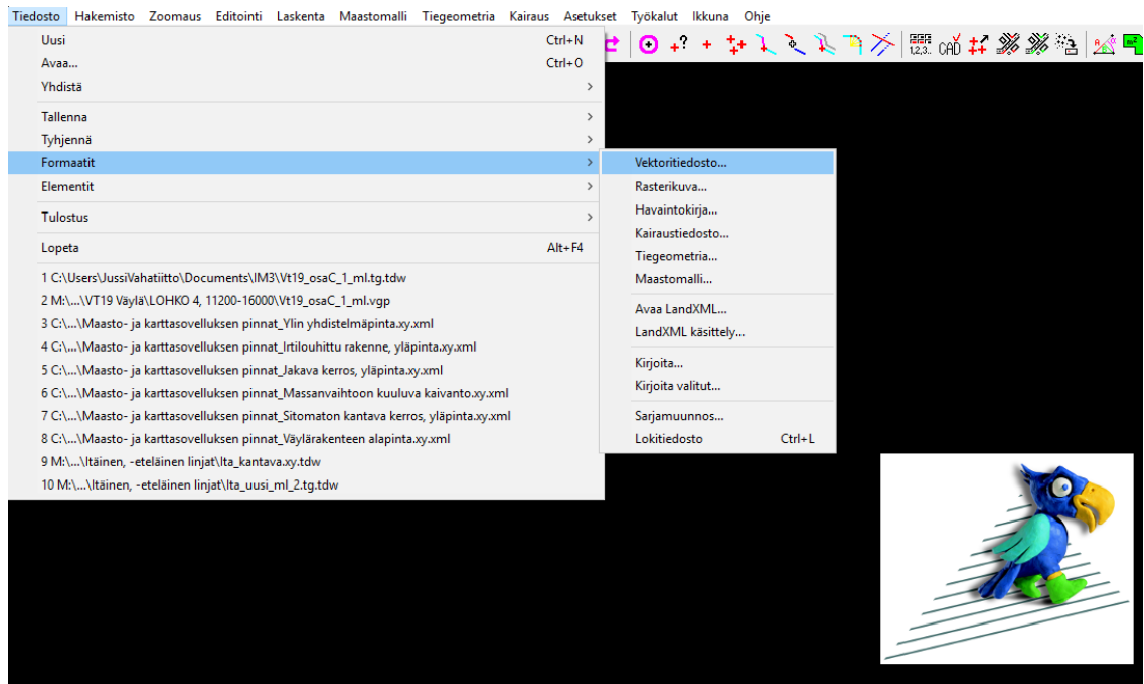 Tiedosto Hakemisto Zoomaus Editointi Laskenta Maastomalli Tiegeometria Kairaus Asetukset Työkalut Ikkuna Ohje
Uusi Ctrl+N
Avaa... Ctrl+O
Yhdistä
Tallenna
Tyhjennä
Formaatit
Elementit
Tulostus
Lopeta Alt+F4
1 C:\Users\JussiVahatiitto\Documents\IM3\Vt19_osaC_1_ml.tg.tdw
2 M:\...\VT19 Väylä\LOHKO 4, 11200-16000\Vt19_osaC_1_ml.vgp
3 C:\...\Maasto- ja karttasovelluksen pinnat_Ylin yhdistelmäpinta.xy.xml
4 C:\...\Maasto- ja karttasovelluksen pinnat_Irtilouhittu rakenne, yläpinta.xy.xml
5 C:\...\Maasto- ja karttasovelluksen pinnat_Jakava kerros, yläpinta.xy.xml
6 C:\...\Maasto- ja karttasovelluksen pinnat_Massanvaihtoon kuuluva kaivanto.xy.xml
7 C:\...\Maasto- ja karttasovelluksen pinnat_Sitomaton kantava kerros, yläpinta.xy.xml
8 C:\...\Maasto- ja karttasovelluksen pinnat_Väylärakenteen alapinta.xy.xml
9 M:\...\Itäinen, -eteläinen linjat\Ita_kantava.xy.tdw
10 M:\...\Itäinen, -eteläinen linjat\Ita_uusi_ml_2.tg.tdw
Vektoritiedosto...
Rasterikuva...
Havaintokirja...
Kairaustiedosto...
Tiegeometria...
Maastomalli...
Avaa LandXML...
LandXML käsittely...
Kirjoita...
Kirjoita valitut...
Sarjamuunnos...
Lokitiedosto Ctrl+L
1,2,3.. CAD